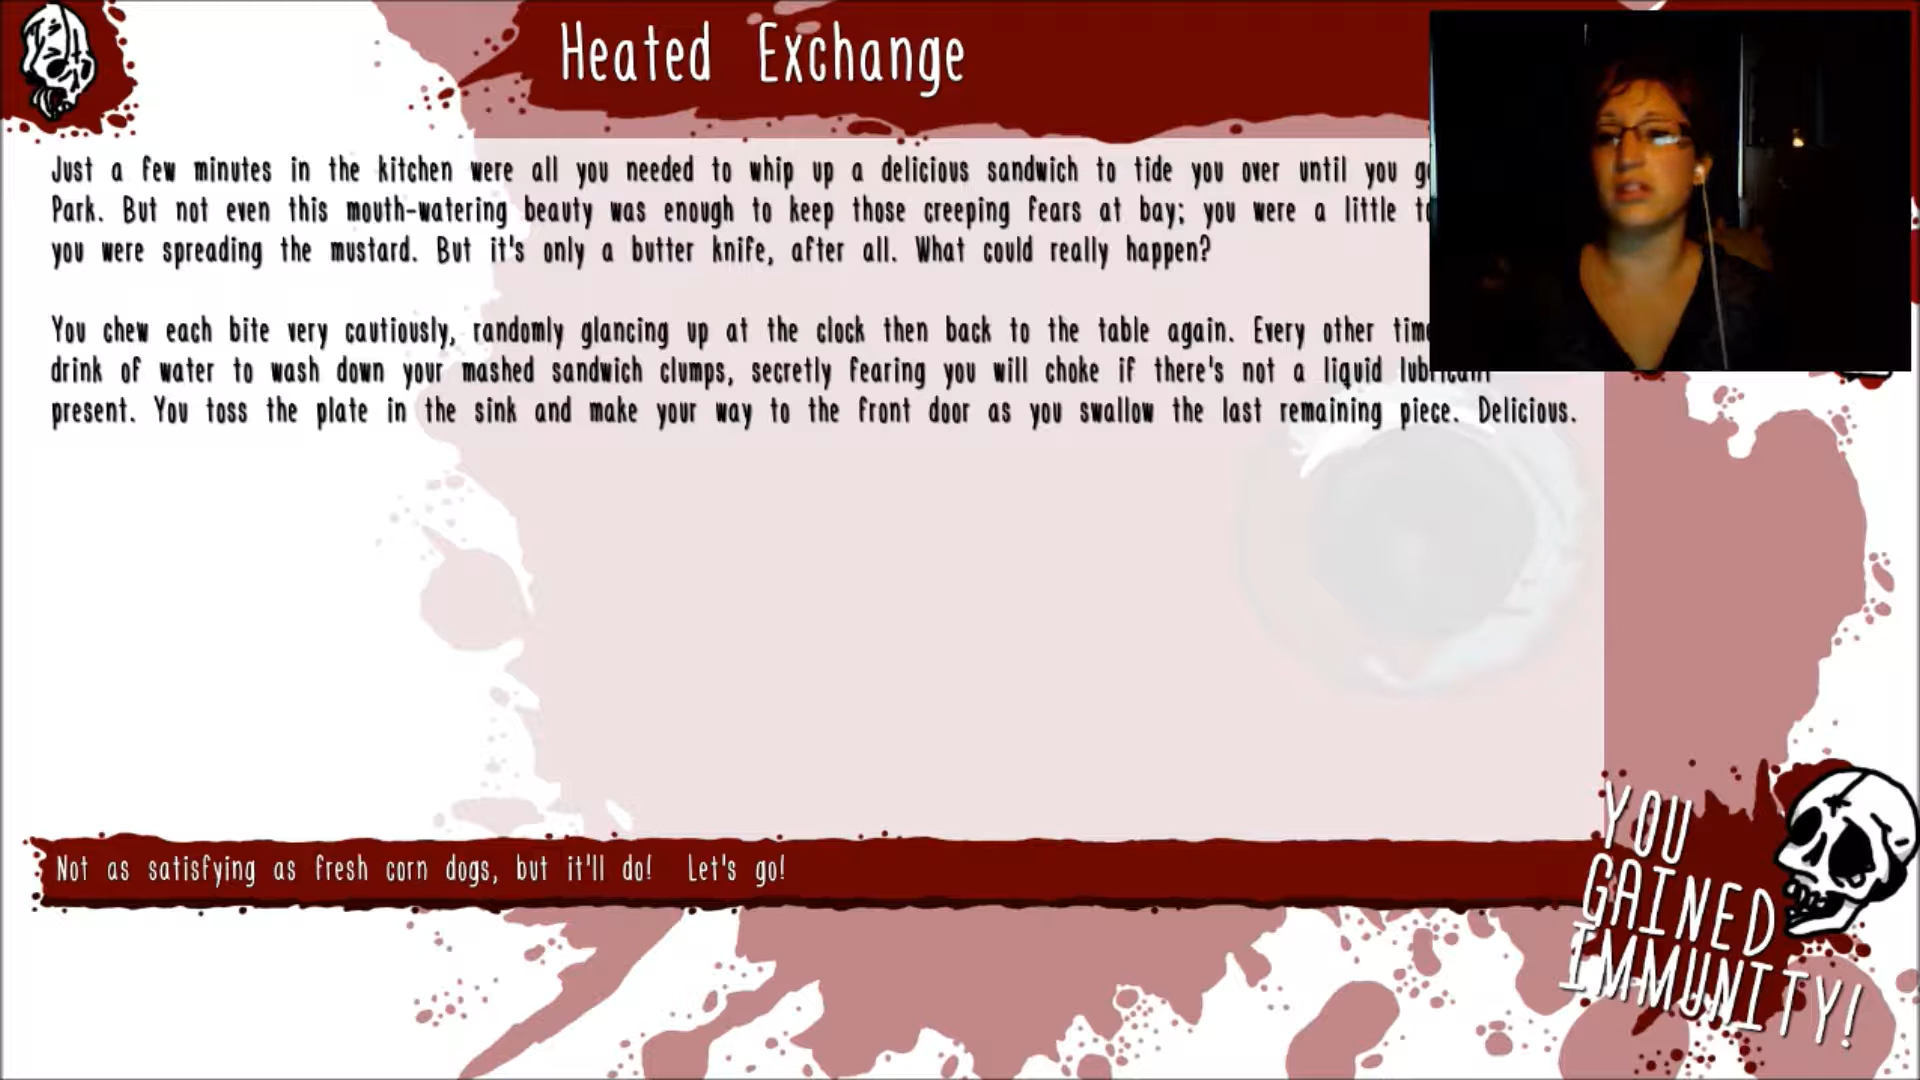 Heated Exchange
Just a few minutes in the kitchen were all you needed to whip up a delicious sandwich to tide you over until you
Park. But not even this mouth-watering beauty was enough to keep those creeping fears at bay; you were a little
you were spreading the mustard. But it's only a butter knife, after all. What could really happen?
You chew each bite very cautiously, randomly glancing up at the clock then back to the table again. Every other time
drink of water to wash down your mashed sandwich clumps, secretly fearing you will choke if there's not a liquid lubricant
present. You toss the plate in the sink and make your way to the front door as you swallow the last remaining piece. Delicious.
Not as satisfying as fresh corn dogs, but it'll do! Let's go!
YOU
GAINED
IMMUNITY!